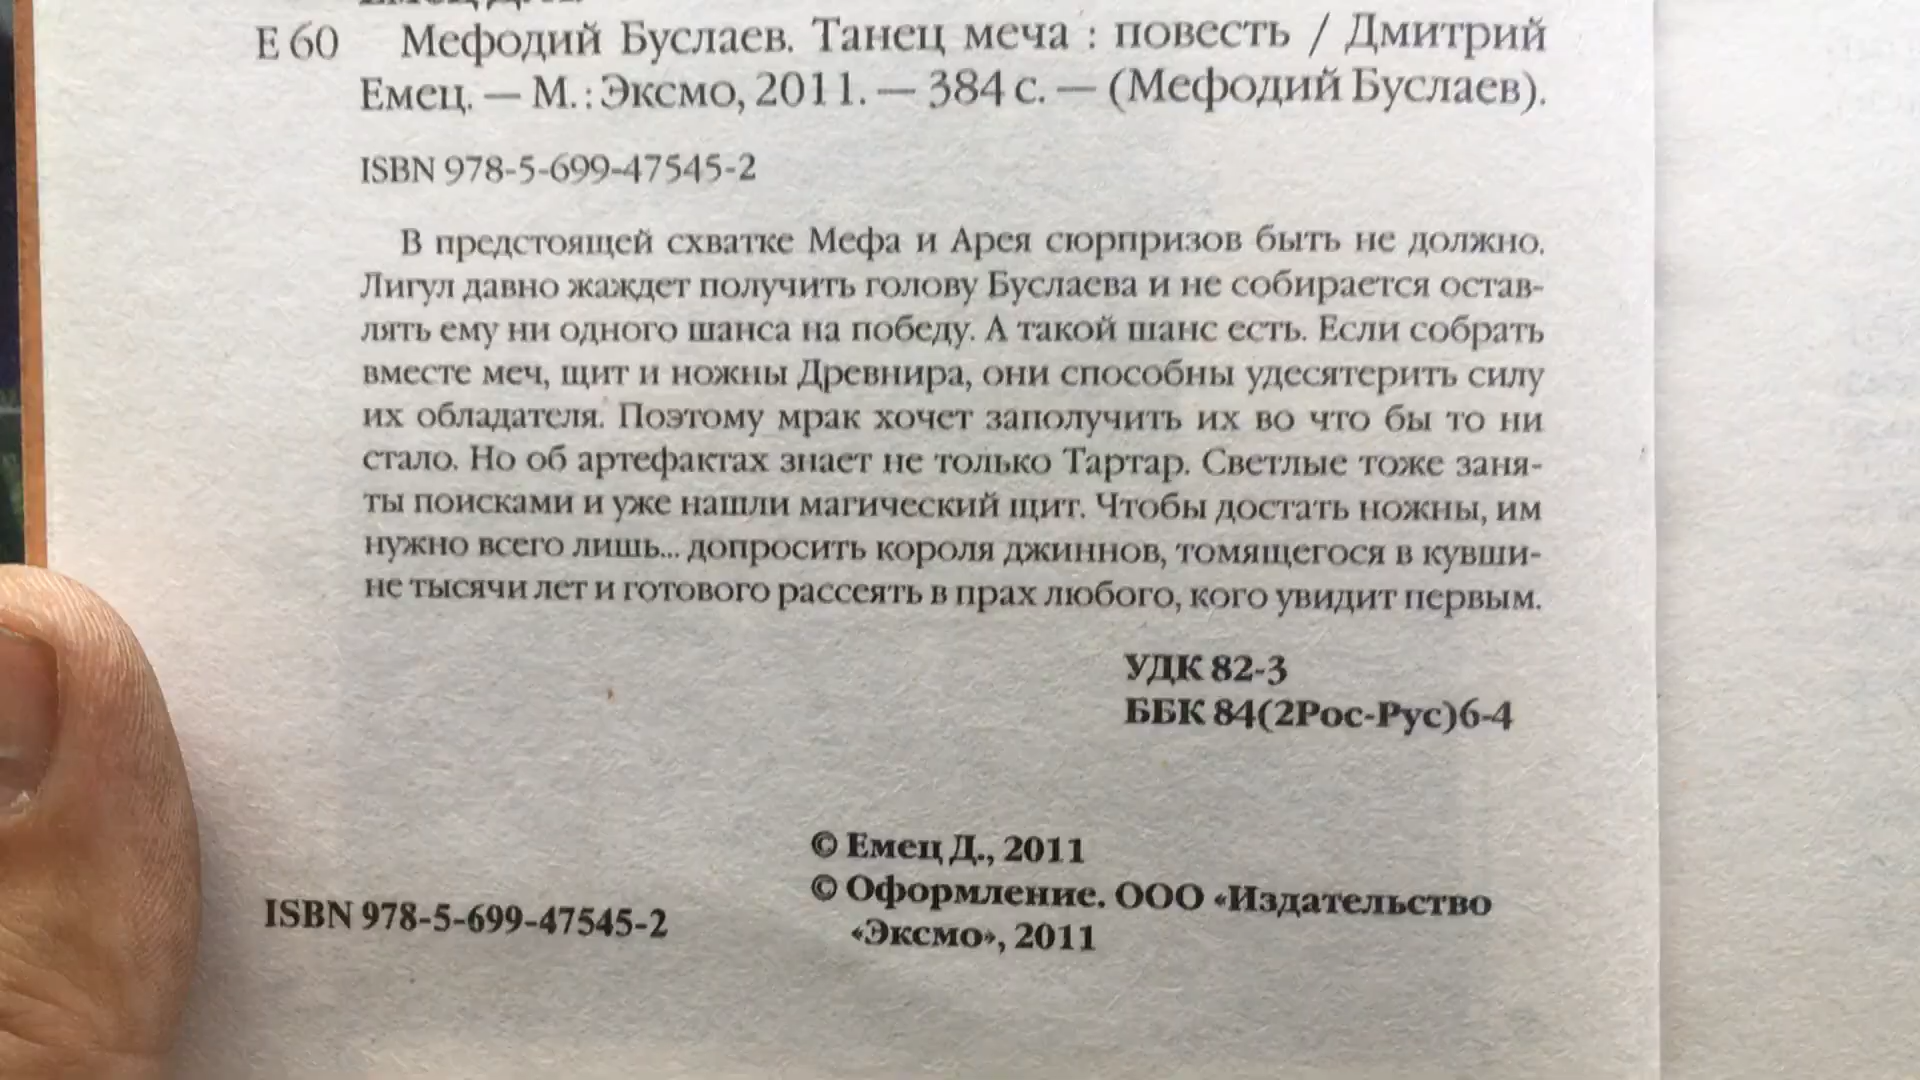 Е 60 Мефодий Буслаев. Танец меча : повесть / Дмитрий
Емец. — М. : Эксмо, 2011. — 384 с. — (Мефодий Буслаев).
ISBN 978-5-699-47545-2
В предстоящей схватке Мефа и Арея сюрпризов быть не должно.
Лигул давно жаждет получить голову Буслаева и не собирается остав-
лять ему ни одного шанса на победу. А такой шанс есть. Если собрать
вместе меч, щит и ножны Древнира, они способны удесятерить силу
их обладателя. Поэтому мрак хочет заполучить их во что бы то ни
стало. Но об артефактах знает не только Тартар. Светлые тоже заня-
ты поисками и уже нашли магический щит. Чтобы достать ножны, им
нужно всего лишь... допросить короля джиннов, томящегося в кувши-
не тысячи лет и готового рассеять в прах любого, кого увидит первым.
УДК 82-3
ББК 84(2Рос-Рус)6-4
© Емец Д., 2011
© Оформление. ООО «Издательство
«Эксмо», 2011
ISBN 978-5-699-47545-2